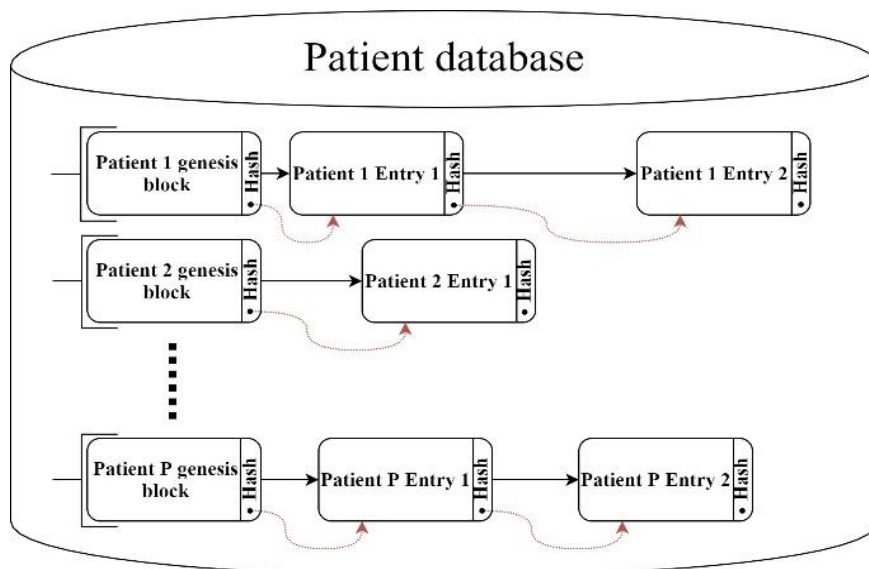 Patient database
Patient 1 genesis
block
Hash
Patient 1 Entry 1
Hash
Patient 1 Entry 2
Hash
Patient 2 genesis
block
Hash
Patient 2 Entry 1
Hash
Patient P genesis
block
Hash
Patient P Entry 1
Hash
Patient P Entry 2
Hash